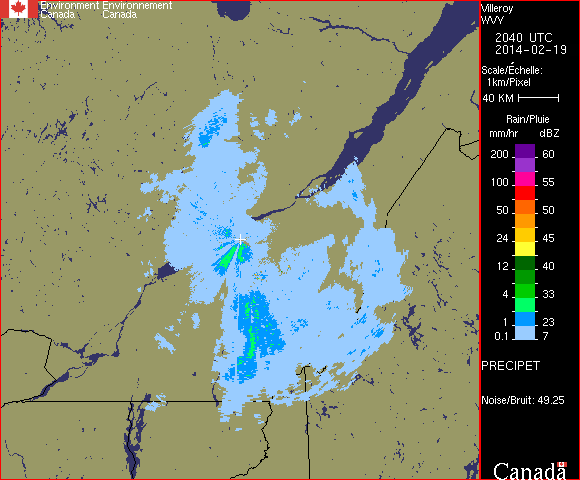 Environment Environnement
Canada Canada
Villeroy
WVY
2040 UTC
2014-02-19
Scale/Échelle:
1km/Pixel
40 KM
Rain/Pluie
mm/hr dBZ
200 60
100 55
50 50
24 45
12 40
4 33
0.1 23
0.1 7
PRECIPET
Noise/Bruit: 49.25
Canada